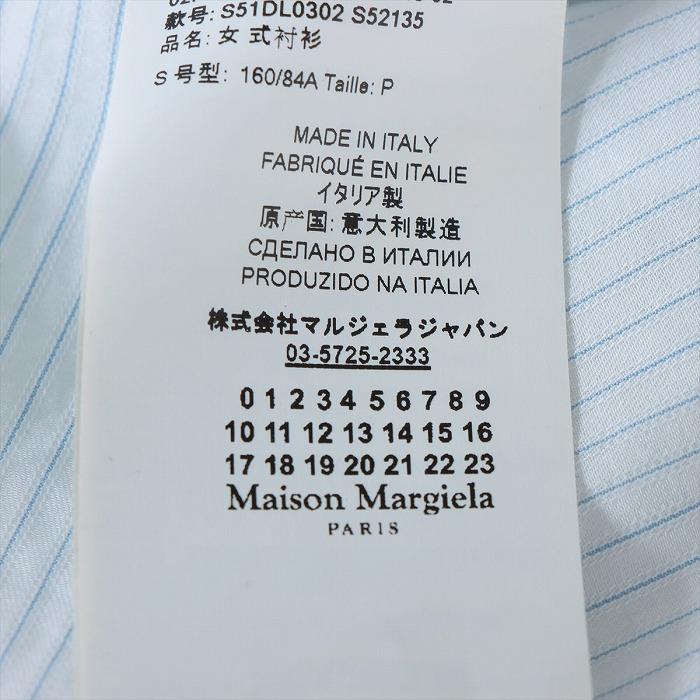 款号: S51DL0302 S52135
品名: 女 式衬衫
S 号型: 160/84A Taille: P
MADE IN ITALY
FABRIQUÉ EN ITALIE
イタリア製
原产国: 意大利製造
СДЕЛАНО В ИТАЛИИ
PRODUZIDO NA ITALIA
株式会社マルジェラジャパン
03-5725-2333
0 1 2 3 4 5 6 7 8 9
10 11 12 13 14 15 16
17 18 19 20 21 22 23
Maison Margiela
PARIS